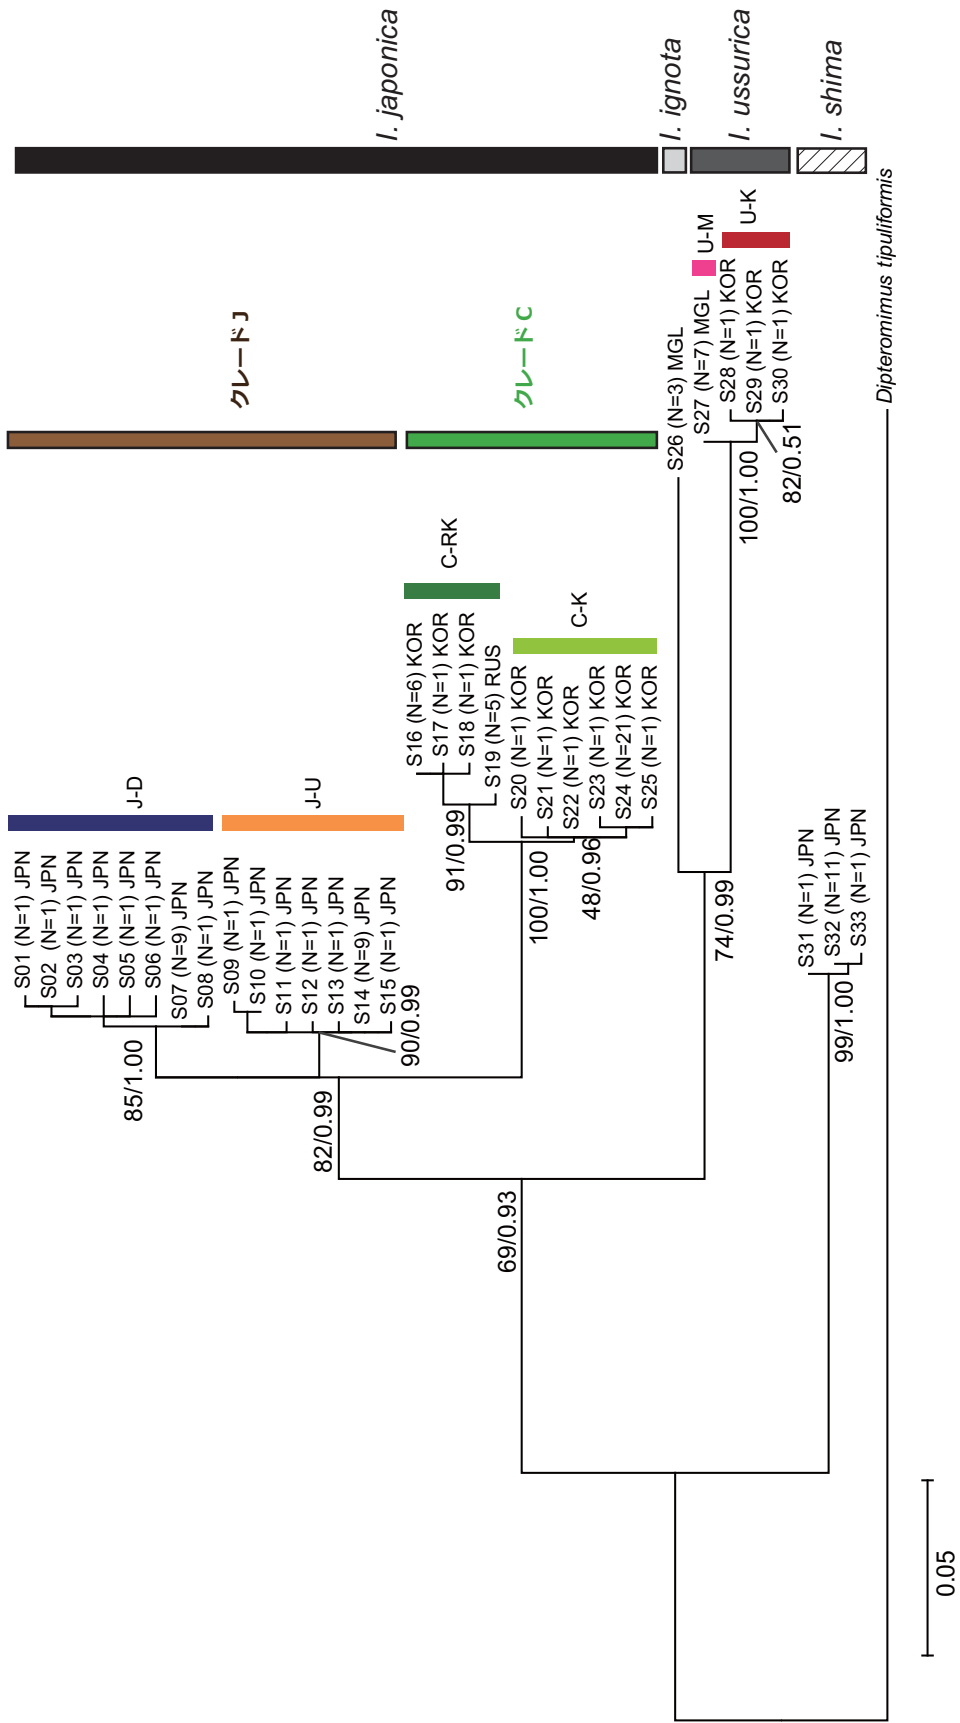 I. japonica
I. ignota
I. ussurica
I. shima
クレード J
クレード C
J-D
J-U
C-RK
C-K
U-M
U-K
S01 (N=1) JPN
S02 (N=1) JPN
S03 (N=1) JPN
S04 (N=1) JPN
S05 (N=1) JPN
S06 (N=1) JPN
S07 (N=9) JPN
S08 (N=1) JPN
S09 (N=1) JPN
S10 (N=1) JPN
S11 (N=1) JPN
S12 (N=1) JPN
S13 (N=1) JPN
S14 (N=9) JPN
S15 (N=1) JPN
S16 (N=6) KOR
S17 (N=1) KOR
S18 (N=1) KOR
S19 (N=5) RUS
S20 (N=1) KOR
S21 (N=1) KOR
S22 (N=1) KOR
S23 (N=1) KOR
S24 (N=21) KOR
S25 (N=1) KOR
S26 (N=3) MGL
S27 (N=7) MGL
S28 (N=1) KOR
S29 (N=1) KOR
S30 (N=1) KOR
S31 (N=1) JPN
S32 (N=11) JPN
S33 (N=1) JPN
Dipteromimus tipuliformis
85/1.00
90/0.99
82/0.99
91/0.99
100/1.00
48/0.96
69/0.93
74/0.99
100/1.00
82/0.51
99/1.00
0.05